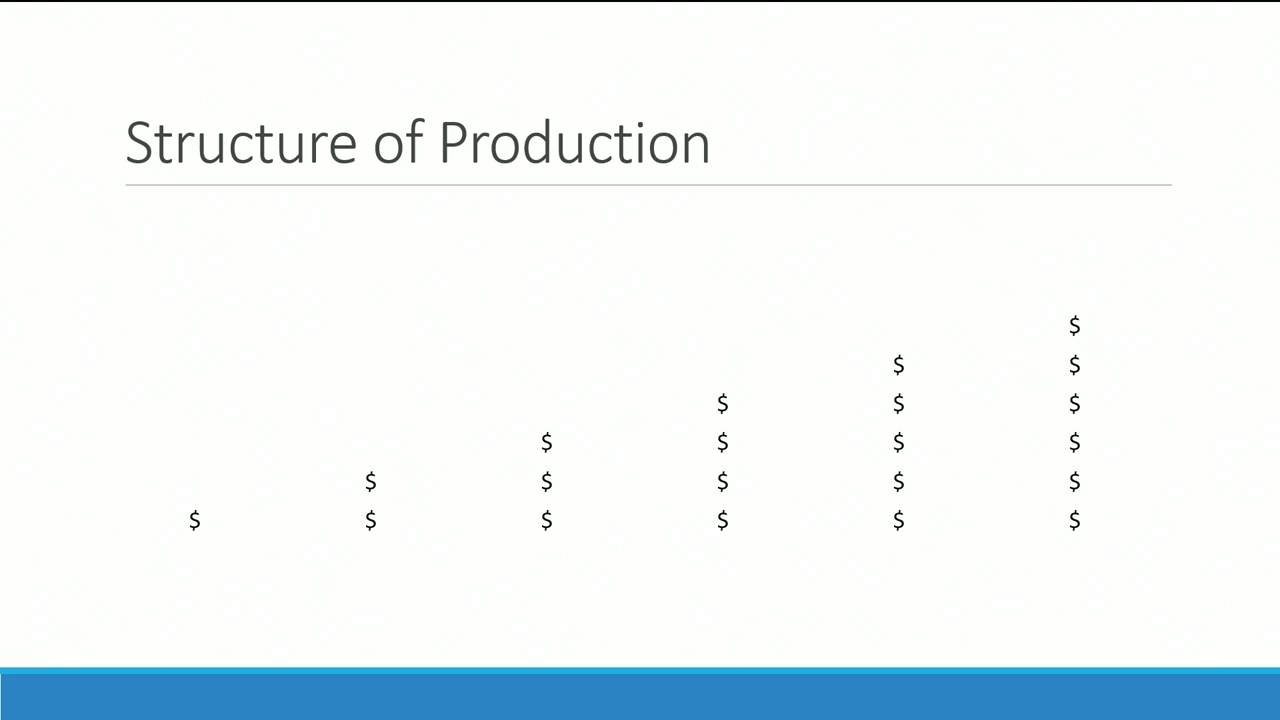 Structure of Production
$
$ $
$ $ $
$ $ $ $
$ $ $ $ $
$ $ $ $ $ $